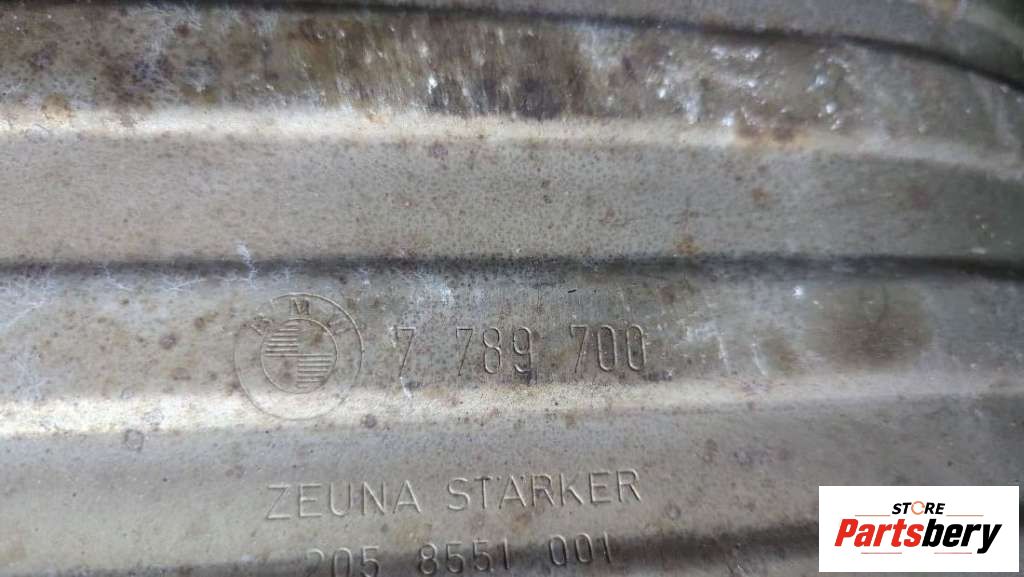 BMW
7 789 700
ZEUNA STÄRKER
205 8551 001
STORE
Partsbery